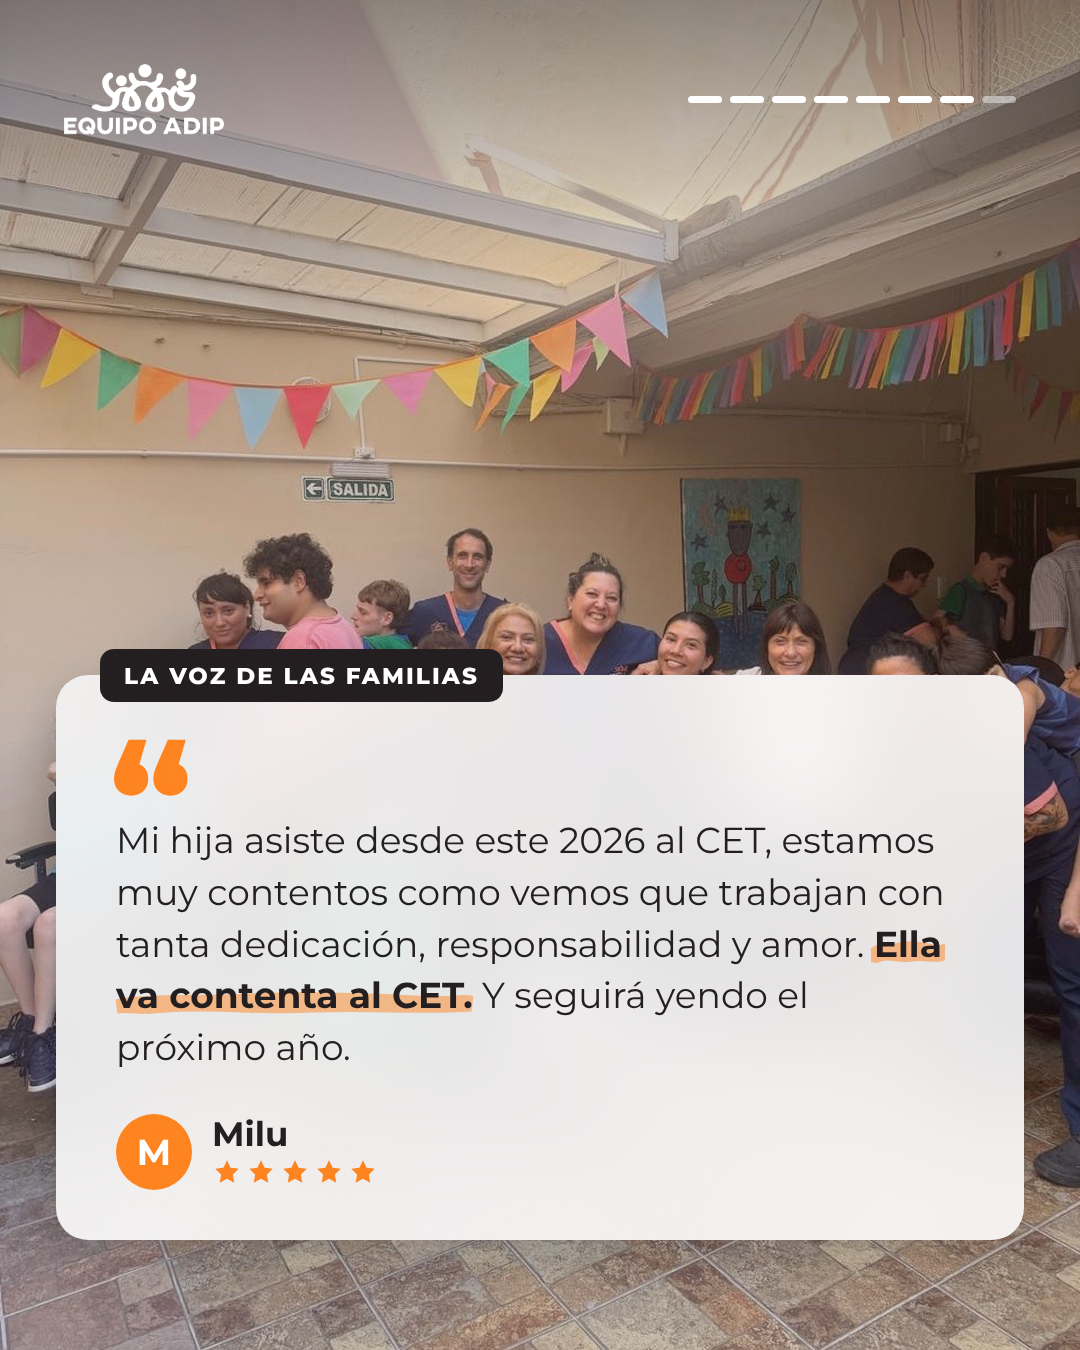 EQUIPO ADIP
SALIDA
LA VOZ DE LAS FAMILIAS
“
Mi hija asiste desde este 2026 al CET, estamos
muy contentos como vemos que trabajan con
tanta dedicación, responsabilidad y amor. Ella
va contenta al CET. Y seguirá yendo el
próximo año.
M
Milu